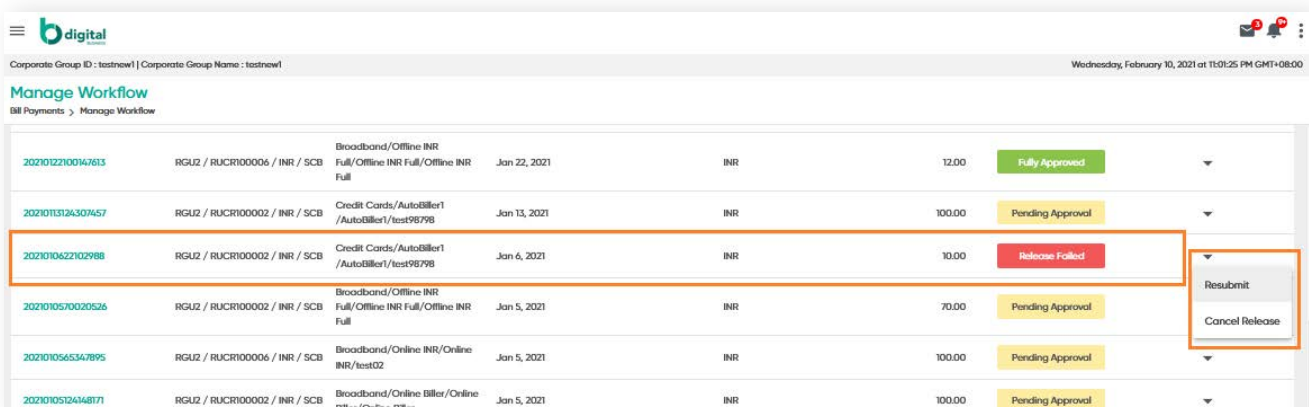 digital
BUSINESS
3
9+
Corporate Group ID : testnew1 | Corporate Group Name : testnew1
Wednesday, February 10, 2021 at 11:01:25 PM GMT+08:00
Manage Workflow
Bill Payments > Manage Workflow
20210122100147613 RGU2 / RUCR100006 / INR / SCB Broadband/Offline INR Full/Offline INR Full/Offline INR Full Jan 22, 2021 INR 12.00 Fully Approved
20210113124307457 RGU2 / RUCR100002 / INR / SCB Credit Cards/AutoBiller1 /AutoBiller1/test98798 Jan 13, 2021 INR 100.00 Pending Approval
2021010622102988 RGU2 / RUCR100002 / INR / SCB Credit Cards/AutoBiller1 /AutoBiller1/test98798 Jan 6, 2021 INR 10.00 Release Failed
Resubmit
Cancel Release
2021010570020526 RGU2 / RUCR100002 / INR / SCB Broadband/Offline INR Full/Offline INR Full/Offline INR Full Jan 5, 2021 INR 70.00 Pending Approval
2021010565347895 RGU2 / RUCR100006 / INR / SCB Broadband/Online INR/Online INR/test02 Jan 5, 2021 INR 100.00 Pending Approval
20210105124148171 RGU2 / RUCR100002 / INR / SCB Broadband/Online Biller/Online Jan 5, 2021 INR 100.00 Pending Approval